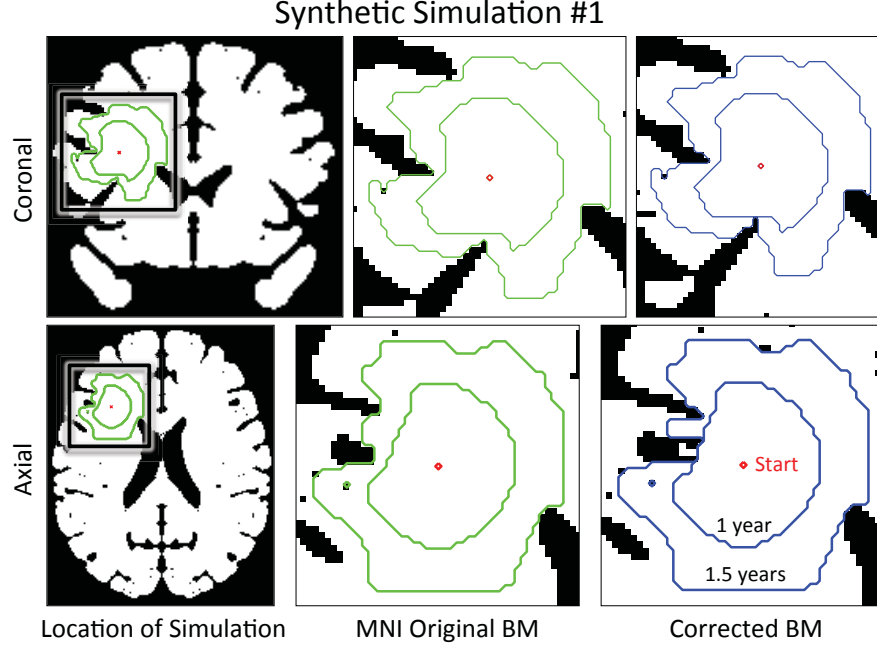 Synthetic Simulation #1
Coronal
Axial
Start
1 year
1.5 years
Location of Simulation
MNI Original BM
Corrected BM